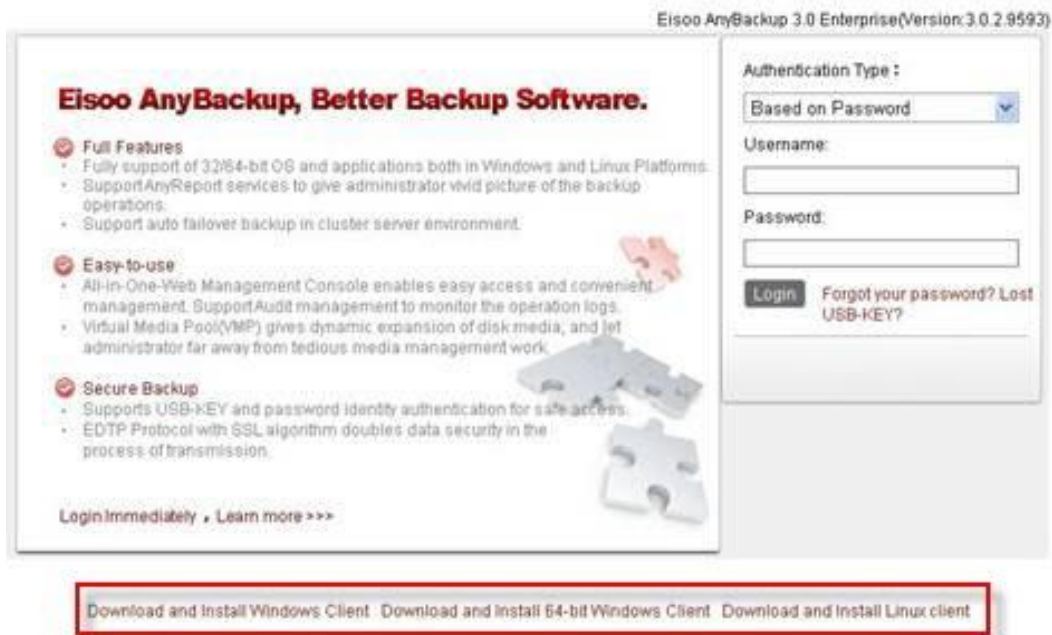 Eisoo AnyBackup 3.0 Enterprise(Version:3.0.2.9593)
Eisoo AnyBackup, Better Backup Software.
Full Features
· Fully support of 32/64-bit OS and applications both in Windows and Linux Platforms.
· Support AnyReport services to give administrator vivid picture of the backup
operations.
· Support auto failover backup in cluster server environment.
Easy-to-use
· All-in-One-Web Management Console enables easy access and convenient
management. Support Audit management to monitor the operation logs.
· Virtual Media Pool(VMP) gives dynamic expansion of disk media, and let
administrator far away from tedious media management work.
Secure Backup
· Supports USB-KEY and password identity authentication for safe access.
· EDTP Protocol with SSL algorithm doubles data security in the
process of transmission.
Login Immediately , Learn more >>>
Authentication Type :
Based on Password
Username:
Password:
Login
Forgot your password? Lost
USB-KEY?
Download and Install Windows Client Download and Install 64-bit Windows Client Download and Install Linux client